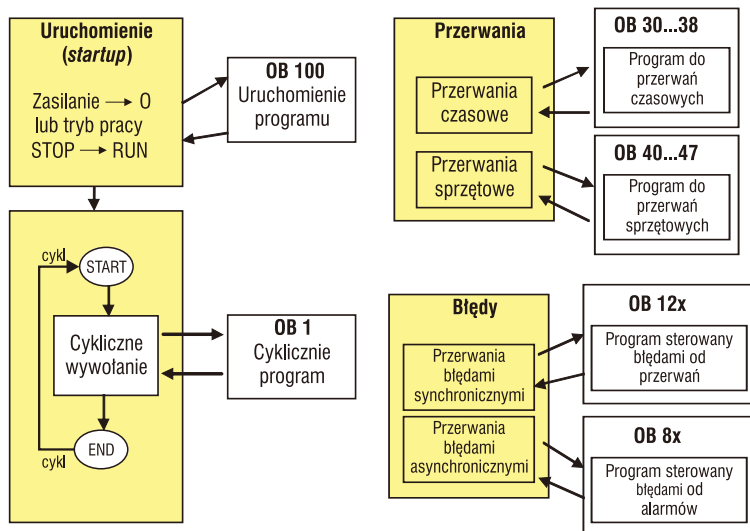 Uruchomienie
(startup)
Zasilanie → O
lub tryb pracy
STOP → RUN
OB 100
Uruchomienie
programu
cykl
START
Cykliczne
wywołanie
END
cykl
OB 1
Cyklicznie
program
Przerwania
Przerwania
czasowe
Przerwania
sprzętowe
OB 30...38
Program do
przerwań
czasowych
OB 40...47
Program do
przerwań
sprzętowych
Błędy
Przerwania
błędami
synchronicznymi
Przerwania
błędami
asynchronicznymi
OB 12x
Program sterowany
błędami od
przerwań
OB 8x
Program sterowany
błędami od
alarmów